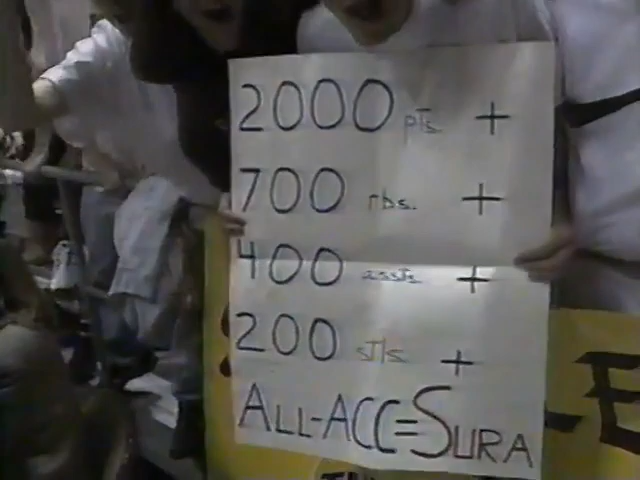 2000 pts. +
700 rbs. +
400 assts +
200 stls +
ALL-ACC=SURA